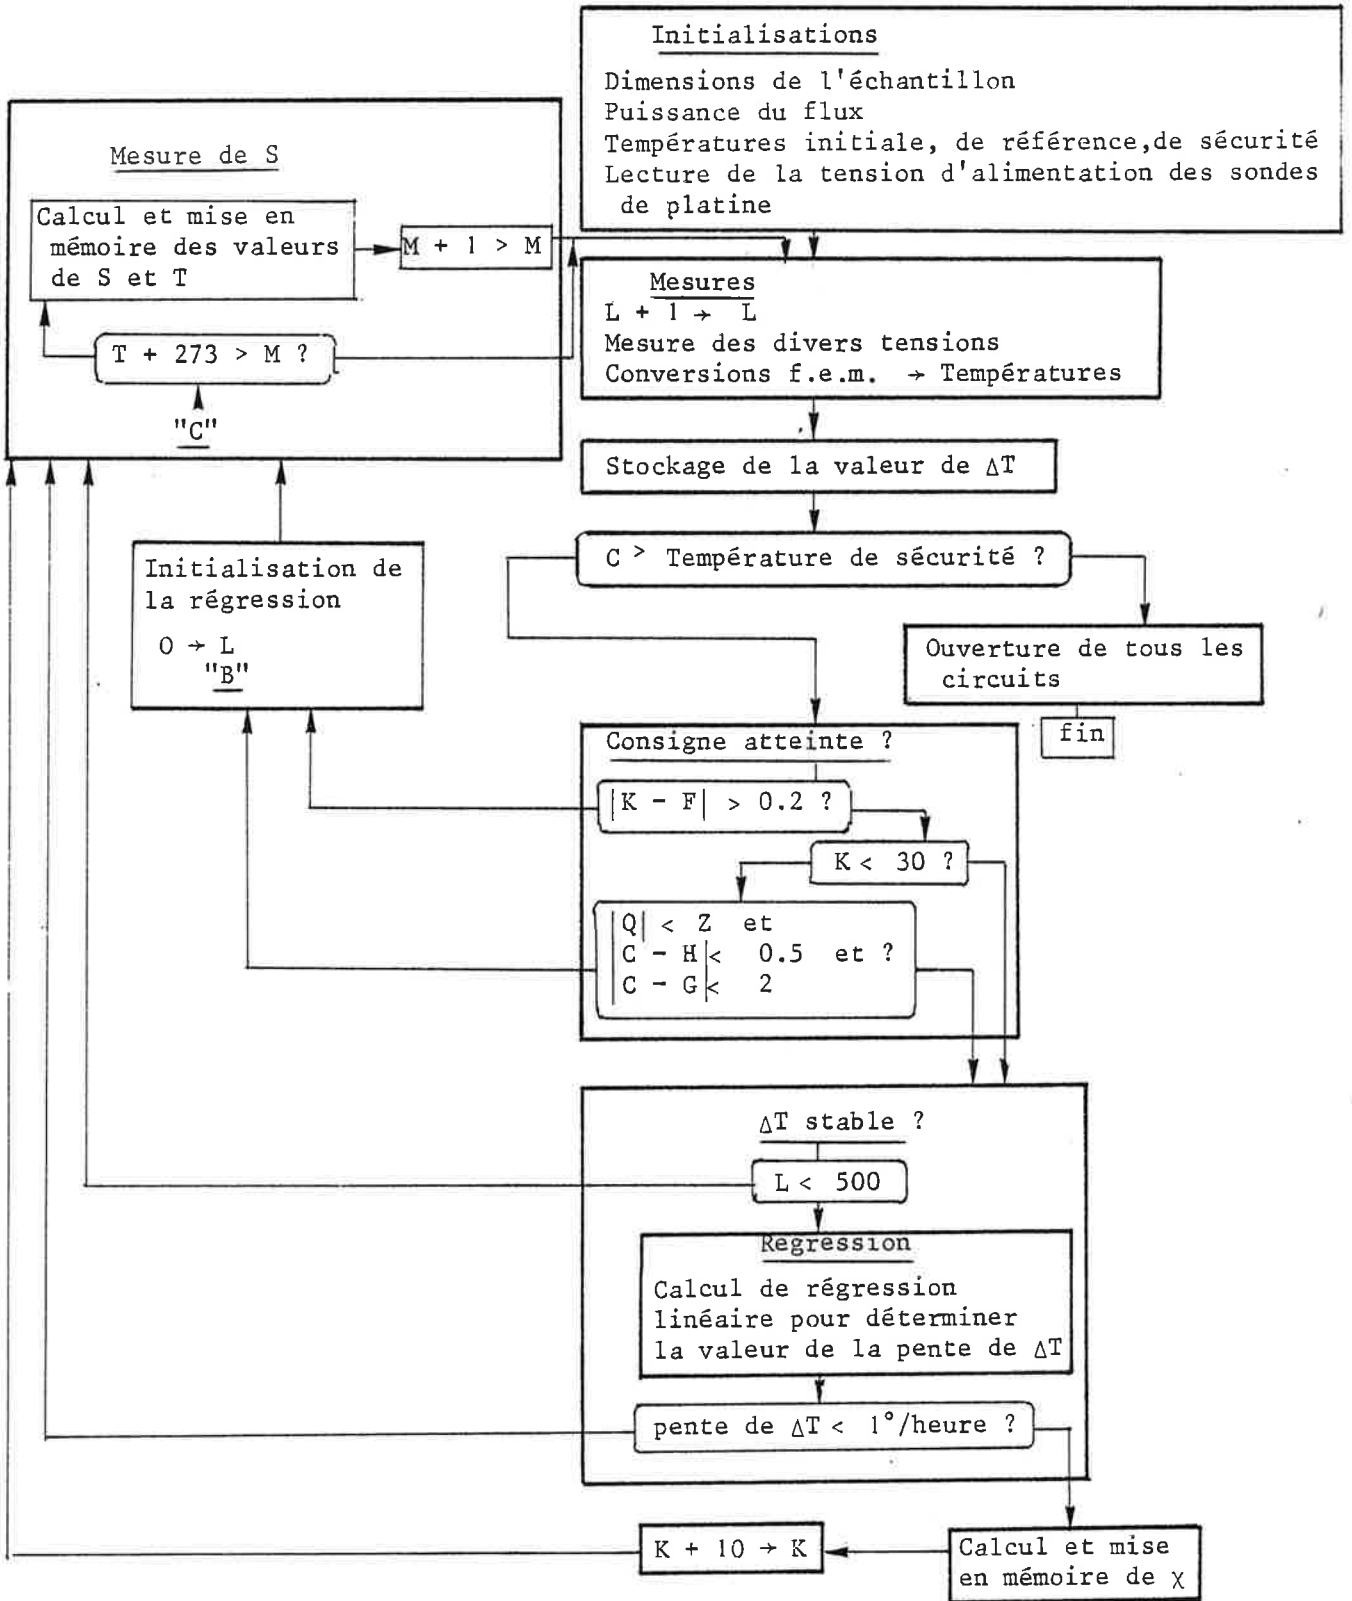 Initialisations
Dimensions de l'échantillon
Puissance du flux
Températures initiale, de référence,de sécurité
Lecture de la tension d'alimentation des sondes
de platine
Mesure de S
Calcul et mise en
mémoire des valeurs
de S et T
M + 1 > M
T + 273 > M ?
"C"
Mesures
L + 1 → L
Mesure des divers tensions
Conversions f.e.m. → Températures
Stockage de la valeur de ΔT
C > Température de sécurité ?
Initialisation de
la régression
O → L
"B"
Ouverture de tous les
circuits
fin
Consigne atteinte ?
|K - F| > 0.2 ?
K < 30 ?
|Q| < Z et
|C - H|< 0.5 et ?
|C - G|< 2
ΔT stable ?
L < 500
Regression
Calcul de régression
linéaire pour déterminer
la valeur de la pente de ΔT
pente de ΔT < 1°/heure ?
K + 10 → K
Calcul et mise
en mémoire de χ